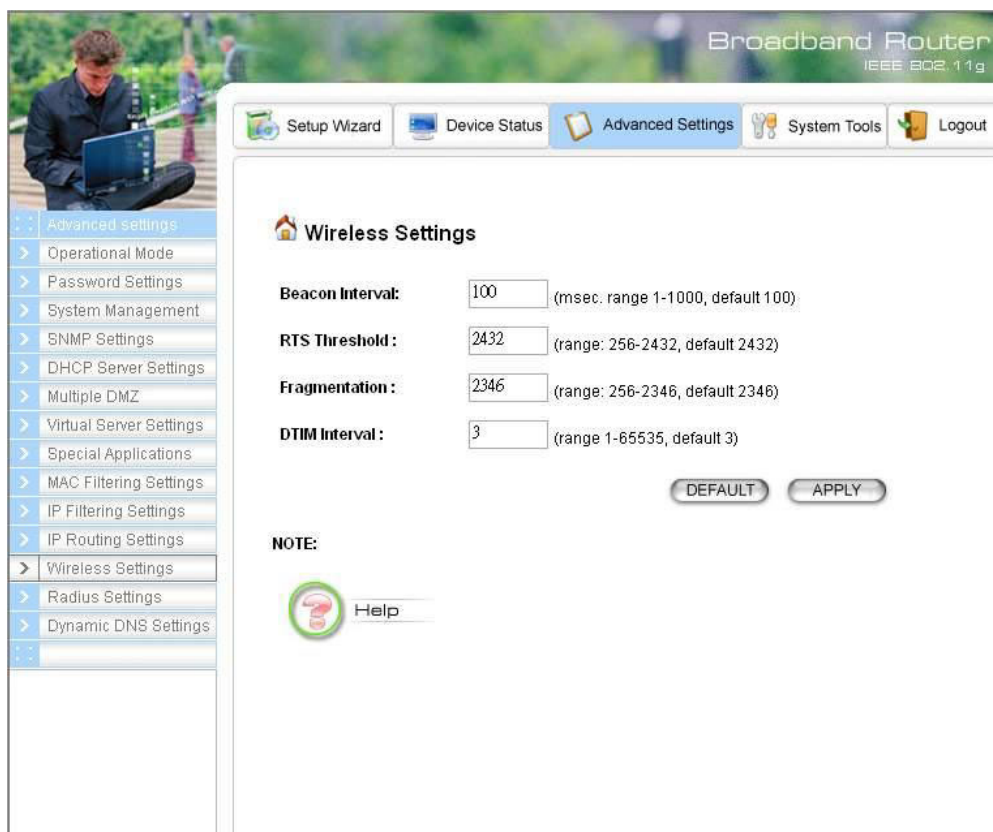 Broadband Router
IEEE 802.11g
Setup Wizard
Device Status
Advanced Settings
System Tools
Logout
Advanced settings
Operational Mode
Password Settings
System Management
SNMP Settings
DHCP Server Settings
Multiple DMZ
Virtual Server Settings
Special Applications
MAC Filtering Settings
IP Filtering Settings
IP Routing Settings
Wireless Settings
Radius Settings
Dynamic DNS Settings
Wireless Settings
Beacon Interval: 100 (msec. range 1-1000, default 100)
RTS Threshold : 2432 (range: 256-2432, default 2432)
Fragmentation : 2346 (range: 256-2346, default 2346)
DTIM Interval : 3 (range 1-65535, default 3)
DEFAULT APPLY
NOTE:
Help